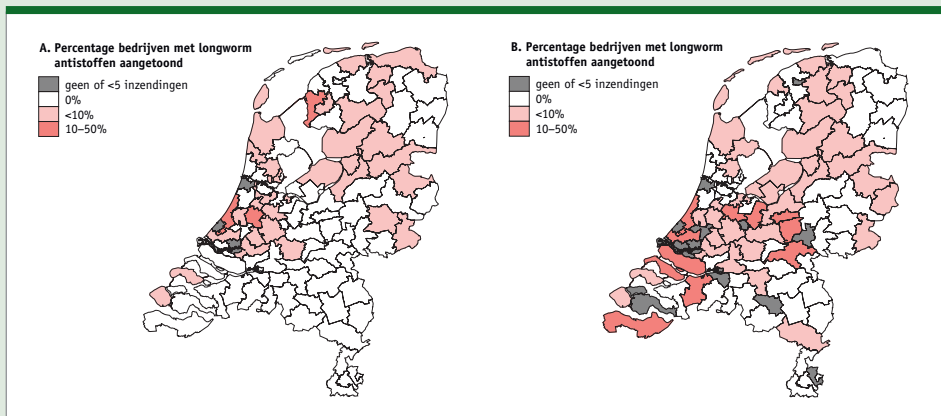 A. Percentage bedrijven met longworm
antistoffen aangetoond
geen of <5 inzendingen
0%
<10%
10–50%
B. Percentage bedrijven met longworm
antistoffen aangetoond
geen of <5 inzendingen
0%
<10%
10–50%